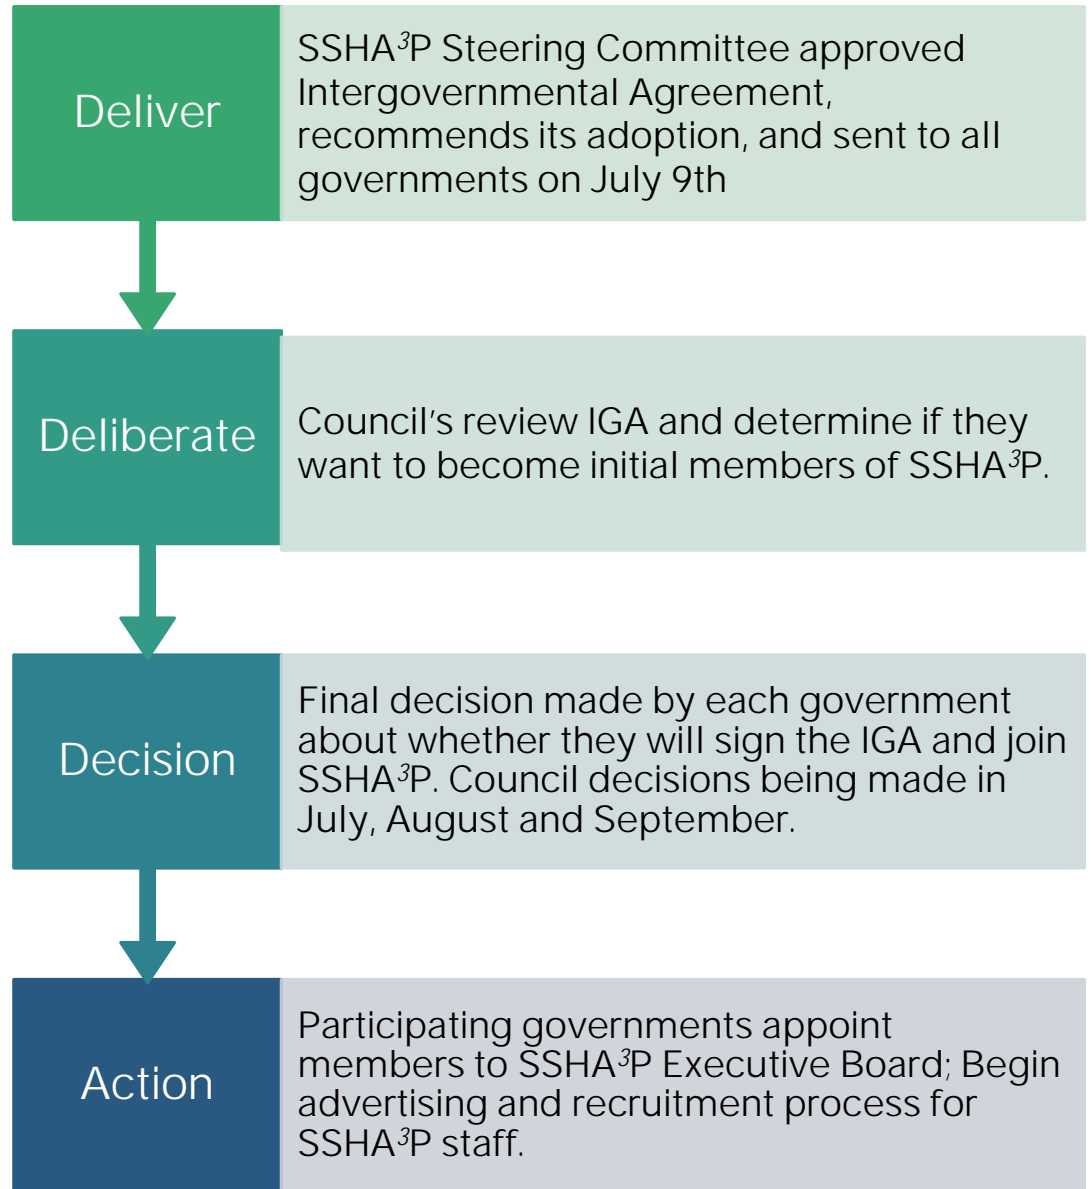 Deliver
SSHA³P Steering Committee approved
Intergovernmental Agreement,
recommends its adoption, and sent to all
governments on July 9th
Deliberate
Council's review IGA and determine if they
want to become initial members of SSHA³P.
Decision
Final decision made by each government
about whether they will sign the IGA and join
SSHA³P. Council decisions being made in
July, August and September.
Action
Participating governments appoint
members to SSHA³P Executive Board; Begin
advertising and recruitment process for
SSHA³P staff.